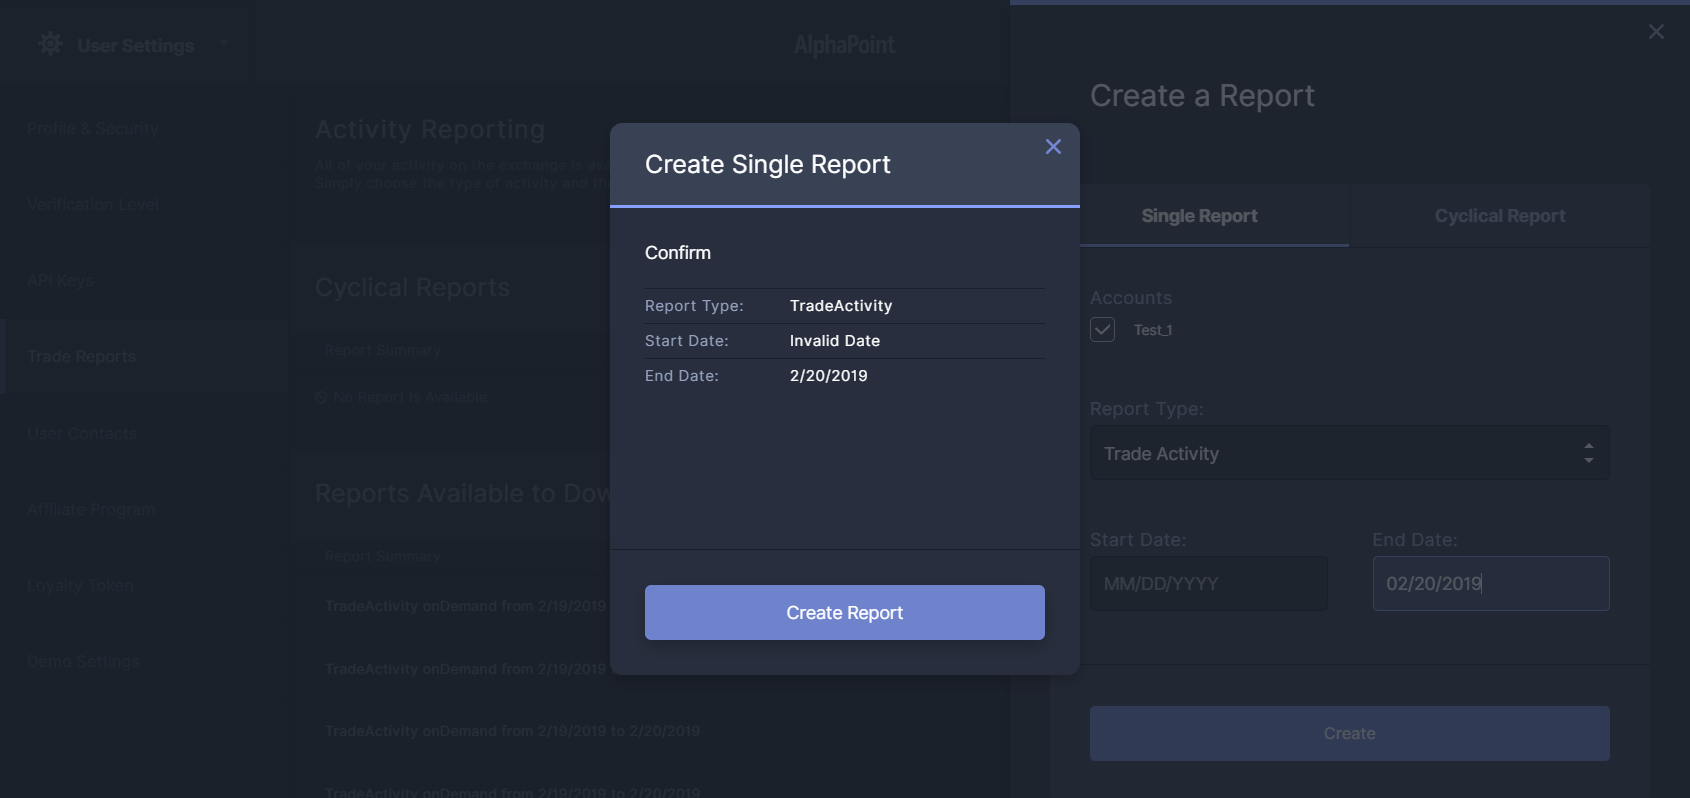 User Settings
AlphaPoint
Profile & Security
Verification Level
API Keys
Trade Reports
User Contacts
Affiliate Program
Loyalty Token
Demo Settings
Activity Reporting
All of your activity on the exchange is
Simply choose the type of activity and
Cyclical Reports
Report Summary
No Report Is Available
Reports Available to Dow
Report Summary
TradeActivity onDemand from 2/19/2019
TradeActivity onDemand from 2/19/2019
TradeActivity onDemand from 2/19/2019 to 2/20/2019
TradeActivity onDemand from 2/19/2019 to 2/20/2019
Create Single Report
Confirm
Report Type: TradeActivity
Start Date: Invalid Date
End Date: 2/20/2019
Create Report
Create a Report
Single Report Cyclical Report
Accounts
Test_1
Report Type:
Trade Activity
Start Date: End Date:
MM/DD/YYYY 02/20/2019
Create